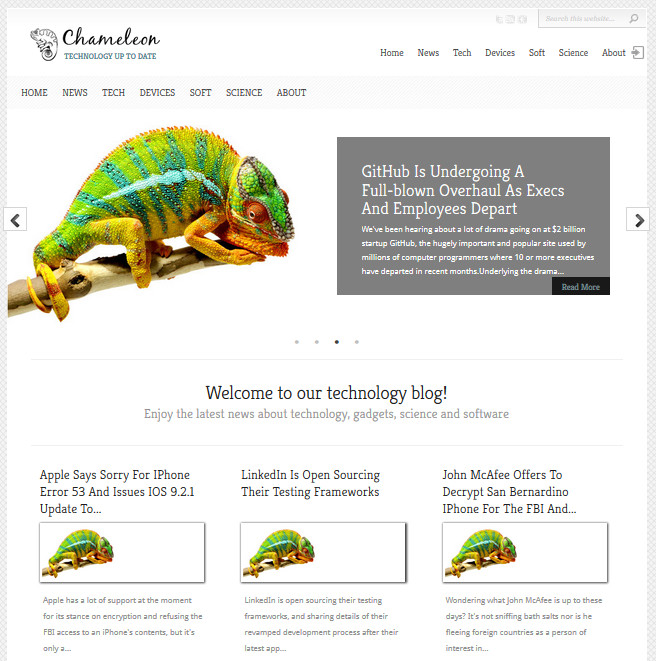 Search this website...
Chameleon
TECHNOLOGY UP TO DATE
Home News Tech Devices Soft Science About
HOME NEWS TECH DEVICES SOFT SCIENCE ABOUT
GitHub Is Undergoing A
Full-blown Overhaul As Execs
And Employees Depart
We've been hearing about a lot of drama going on at $2 billion
startup GitHub, the hugely important and popular site used by
millions of computer programmers where 10 or more executives
have departed in recent months.Underlying the drama...
Read More
Welcome to our technology blog!
Enjoy the latest news about technology, gadgets, science and software
Apple Says Sorry For IPhone
Error 53 And Issues IOS 9.2.1
Update To...
Apple has a lot of support at the moment
for its stance on encryption and refusing the
FBI access to an iPhone's contents, but it's
only a...
LinkedIn Is Open Sourcing
Their Testing Frameworks
LinkedIn is open sourcing their testing
frameworks, and sharing details of their
revamped development process after their
latest app...
John McAfee Offers To
Decrypt San Bernardino
IPhone For The FBI And...
Wondering what John McAfee is up to these
days? It's not sniffing bath salts nor is he
fleeing foreign countries as a person of
interest in...